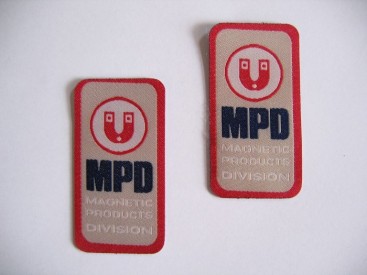 MPD
MAGNETIC
PRODUCTS
DIVISION
MPD
MAGNETIC
PRODUCTS
DIVISION